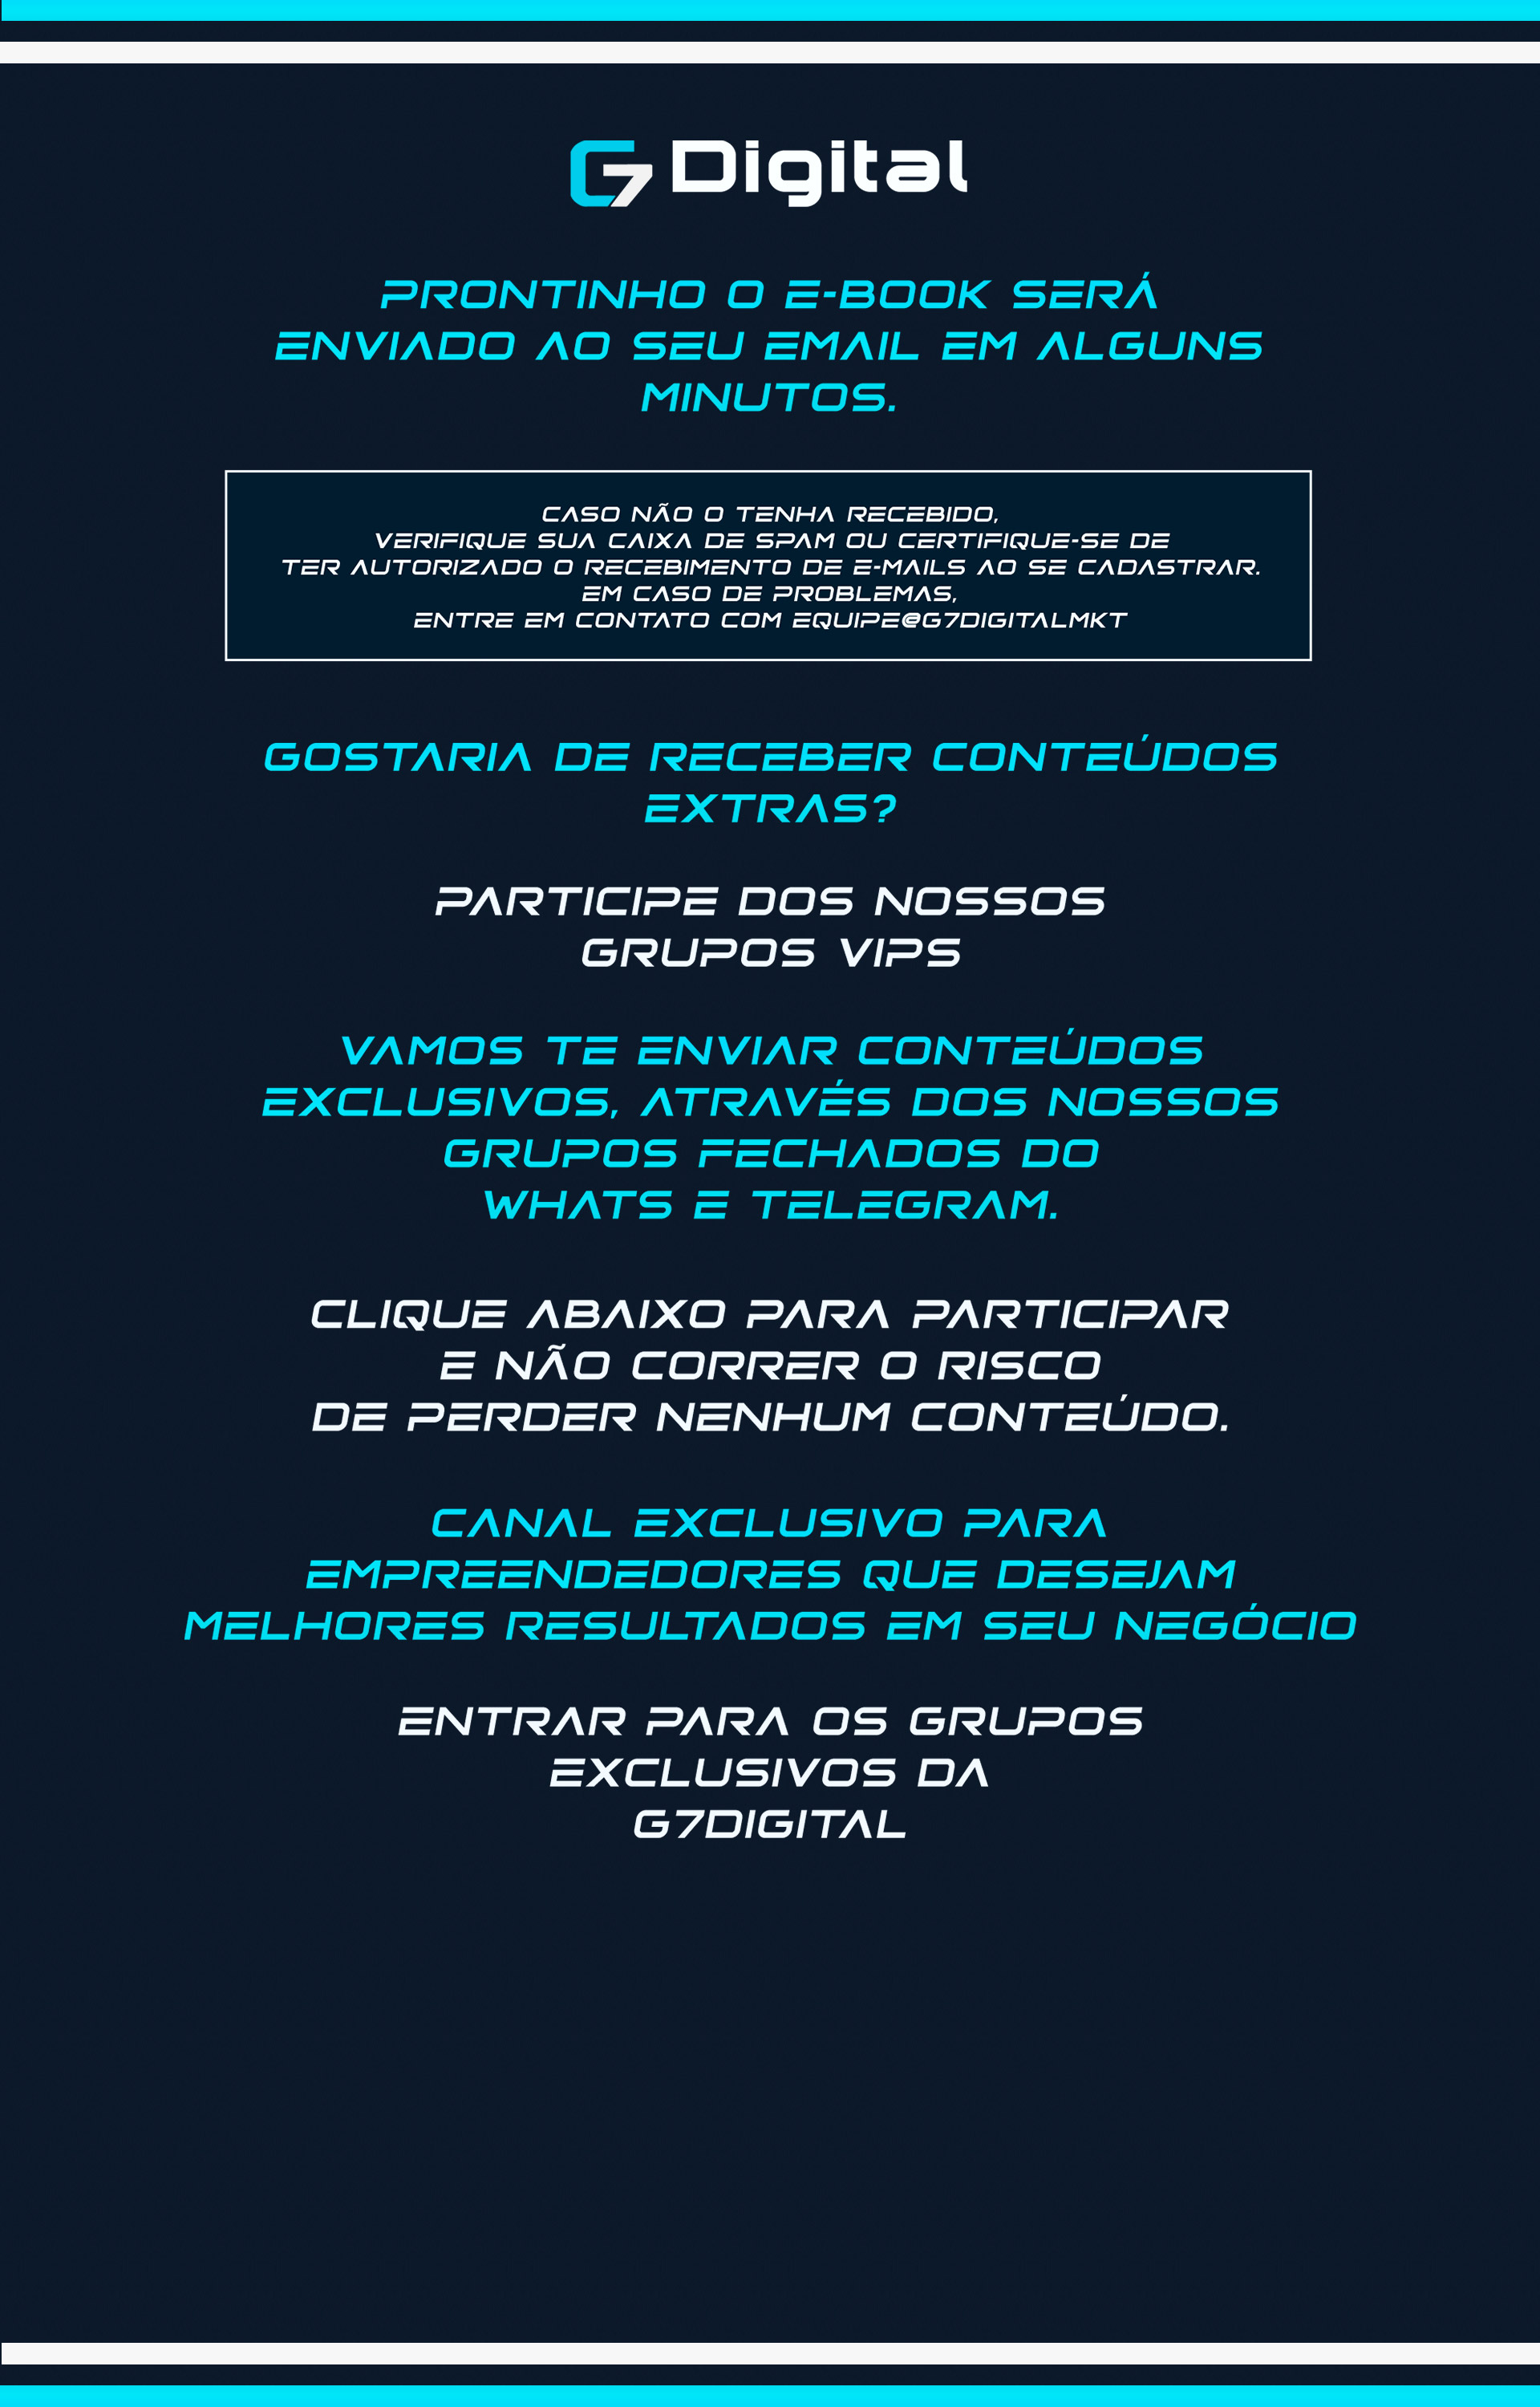 G7 Digital
PRONTINHO O E-BOOK SERÁ
ENVIADO AO SEU EMAIL EM ALGUNS
MINUTOS.
CASO NÃO O TENHA RECEBIDO,
VERIFIQUE SUA CAIXA DE SPAM OU CERTIFIQUE-SE DE
TER AUTORIZADO O RECEBIMENTO DE E-MAILS AO SE CADASTRAR.
EM CASO DE PROBLEMAS,
ENTRE EM CONTATO COM EQUIPE@G7DIGITALMKT
GOSTARIA DE RECEBER CONTEÚDOS
EXTRAS?
PARTICIPE DOS NOSSOS
GRUPOS VIPS
VAMOS TE ENVIAR CONTEÚDOS
EXCLUSIVOS, ATRAVÉS DOS NOSSOS
GRUPOS FECHADOS DO
WHATS E TELEGRAM.
CLIQUE ABAIXO PARA PARTICIPAR
E NÃO CORRER O RISCO
DE PERDER NENHUM CONTEÚDO.
CANAL EXCLUSIVO PARA
EMPREENDEDORES QUE DESEJAM
MELHORES RESULTADOS EM SEU NEGÓCIO
ENTRAR PARA OS GRUPOS
EXCLUSIVOS DA
G7DIGITAL